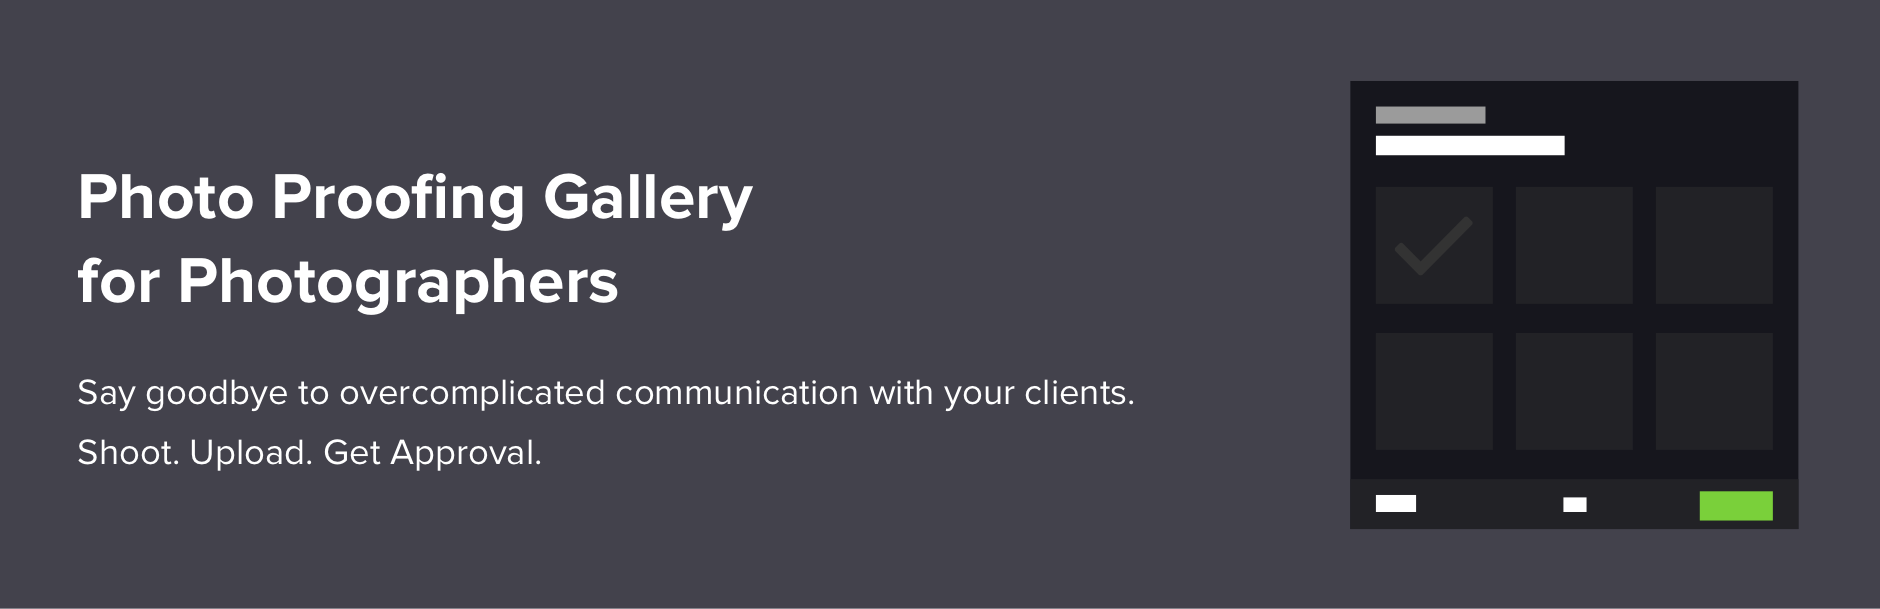 Photo Proofing Gallery
for Photographers
Say goodbye to overcomplicated communication with your clients.
Shoot. Upload. Get Approval.